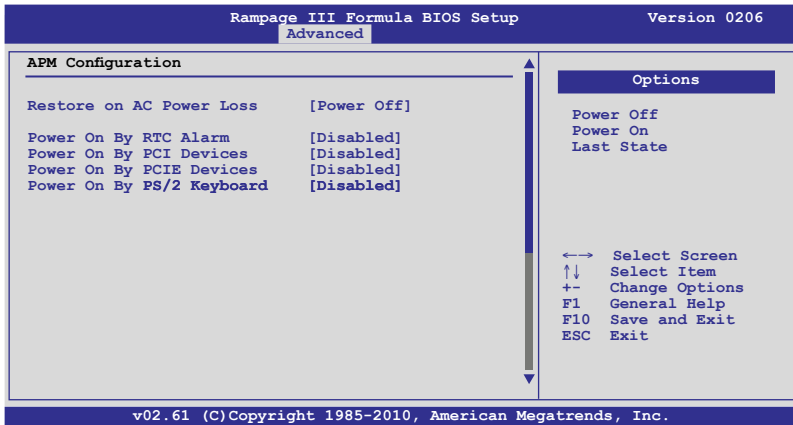 Rampage III Formula BIOS Setup Version 0206
Advanced
APM Configuration
Restore on AC Power Loss [Power Off]
Power On By RTC Alarm [Disabled]
Power On By PCI Devices [Disabled]
Power On By PCIE Devices [Disabled]
Power On By PS/2 Keyboard [Disabled]
Options
Power Off
Power On
Last State
←→ Select Screen
↑↓ Select Item
+- Change Options
F1 General Help
F10 Save and Exit
ESC Exit
v02.61 (C)Copyright 1985-2010, American Megatrends, Inc.